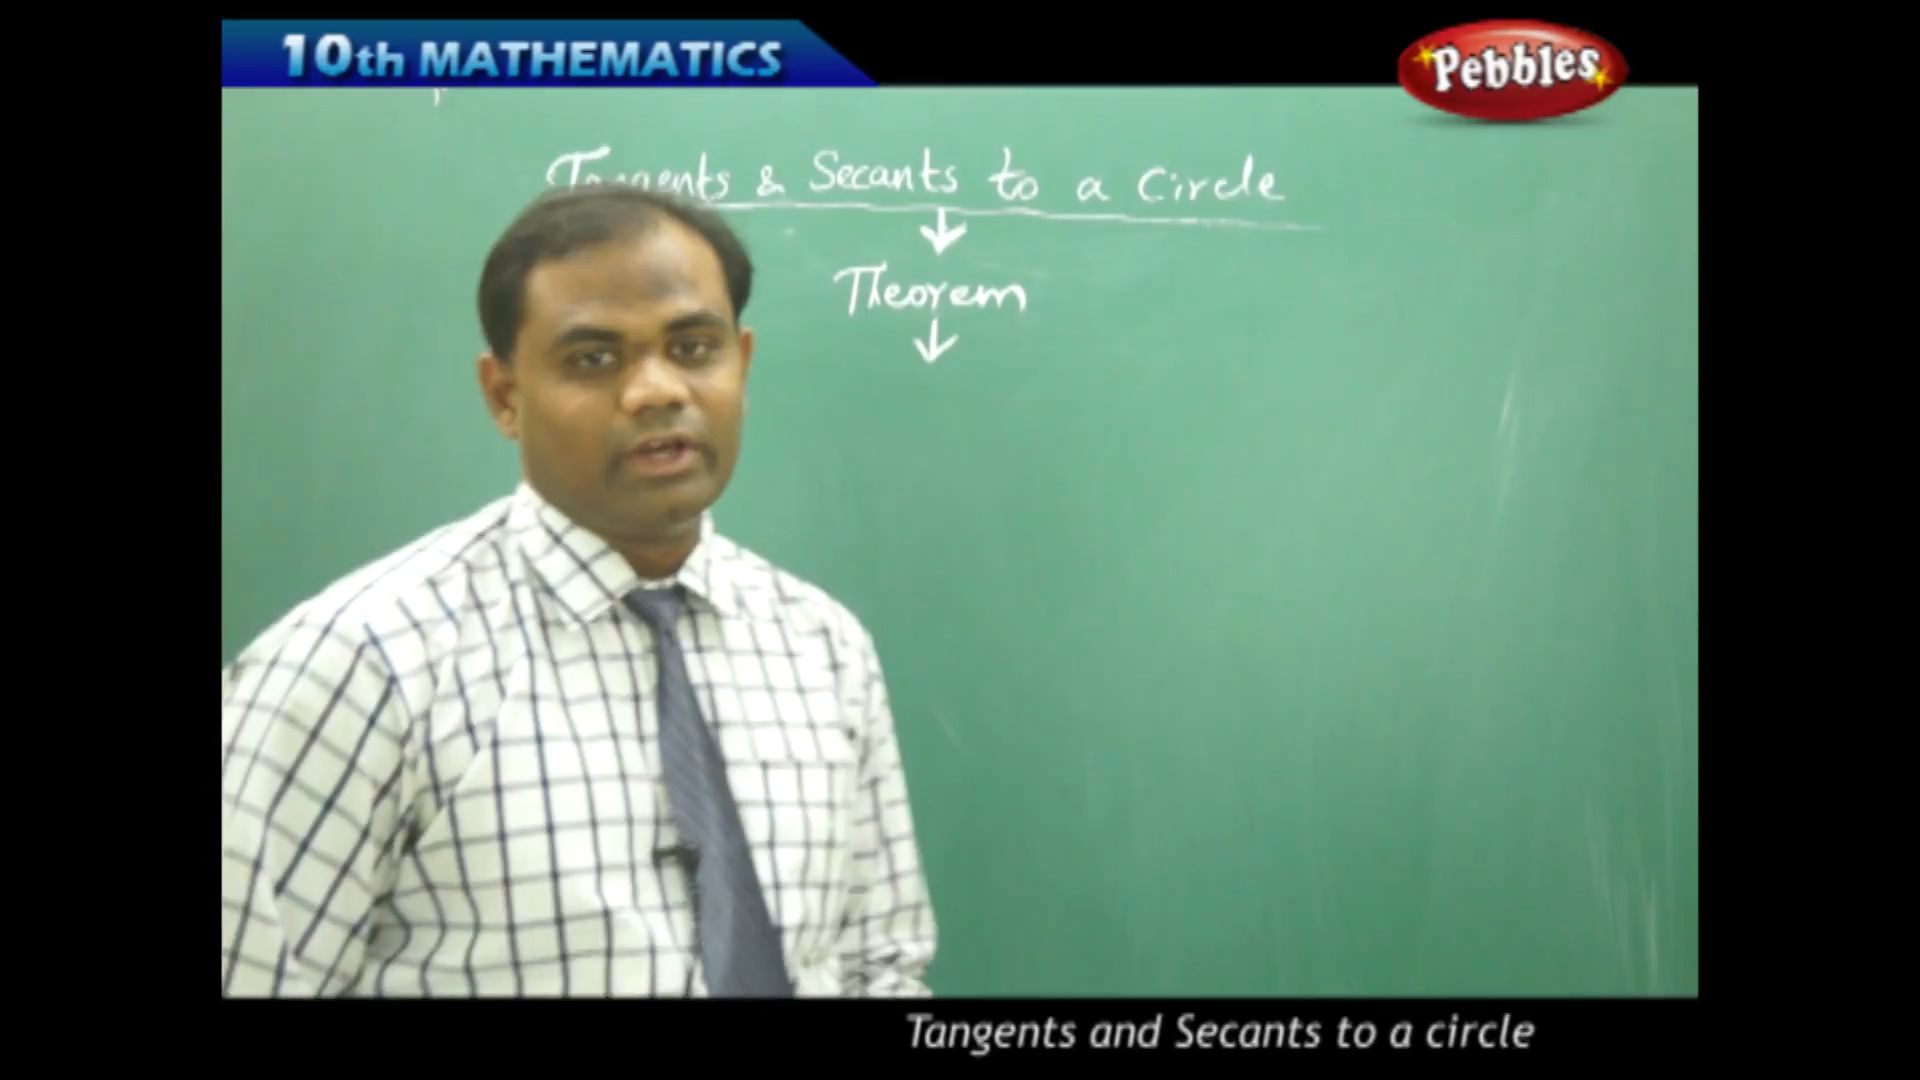 10th MATHEMATICS
Pebbles
Tangents & Secants to a Circle
Theorem
Tangents and Secants to a circle